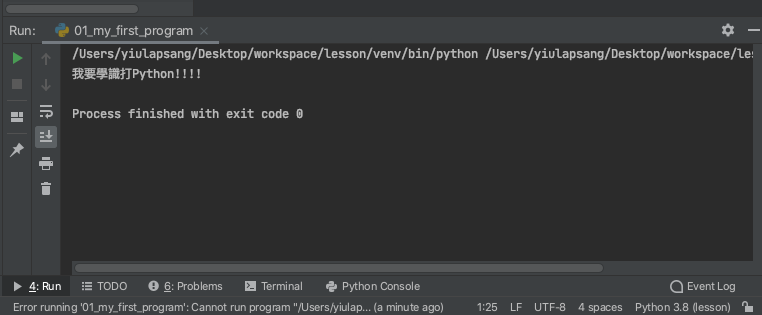 Run: 01_my_first_program
/Users/yiulapsang/Desktop/workspace/lesson/venv/bin/python /Users/yiulapsang/Desktop/workspace/les
我要學識打Python!!!!
Process finished with exit code 0
4: Run TODO 6: Problems Terminal Python Console Event Log
Error running '01_my_first_program': Cannot run program "/Users/yiulap... (a minute ago) 1:25 LF UTF-8 4 spaces Python 3.8 (lesson)